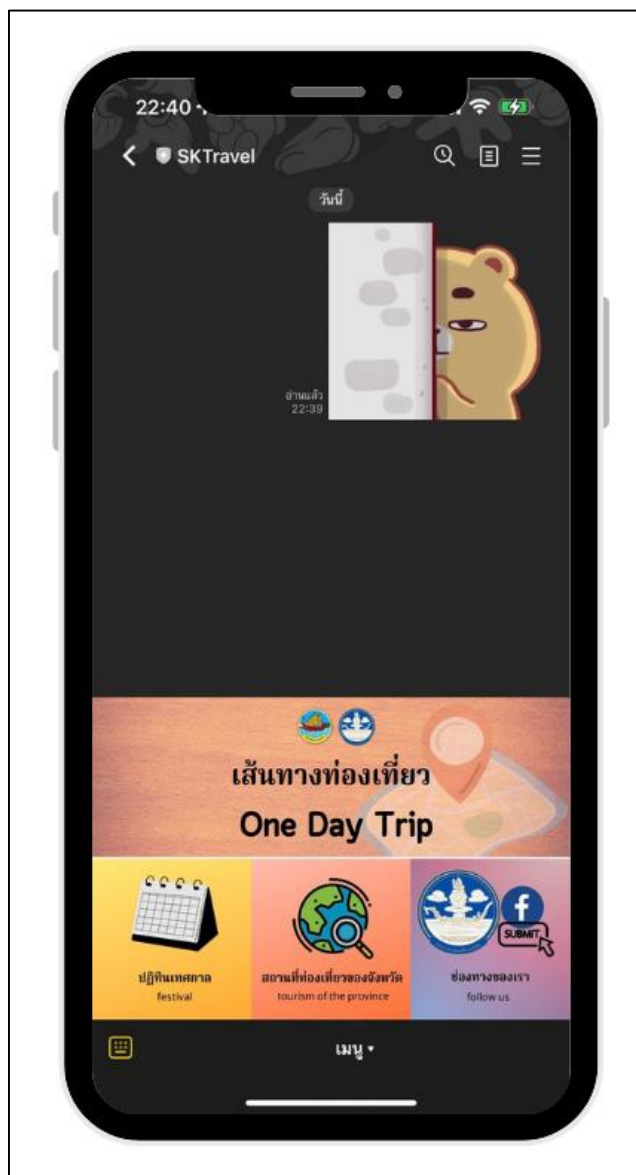 22:40
SKTravel
วันนี้
อ่านแล้ว
22:39
เส้นทางท่องเที่ยว
One Day Trip
SUBMIT
ปฏิทินเทศกาล
สถานที่ท่องเที่ยวของจังหวัด
ช่องทางของเรา
festival
tourism of the province
follow us
เมนู